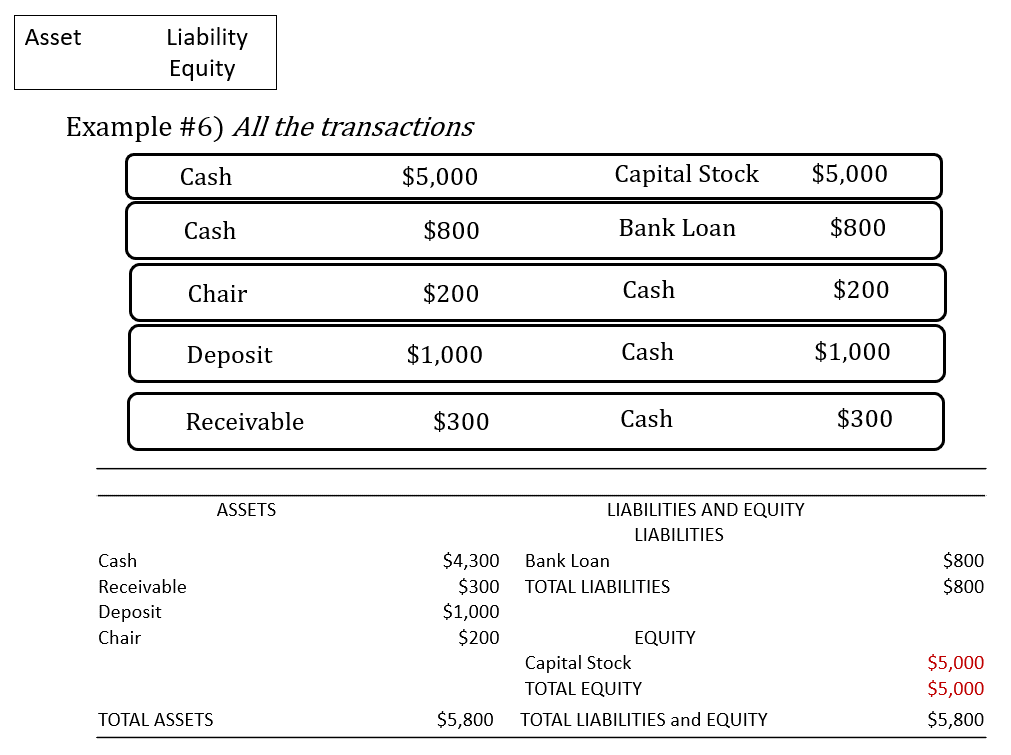 Asset Liability
Equity
Example #6) All the transactions
Cash $5,000 Capital Stock $5,000
Cash $800 Bank Loan $800
Chair $200 Cash $200
Deposit $1,000 Cash $1,000
Receivable $300 Cash $300
ASSETS LIABILITIES AND EQUITY
LIABILITIES
Cash $4,300 Bank Loan $800
Receivable $300 TOTAL LIABILITIES $800
Deposit $1,000
Chair $200 EQUITY
Capital Stock $5,000
TOTAL EQUITY $5,000
TOTAL ASSETS $5,800 TOTAL LIABILITIES and EQUITY $5,800